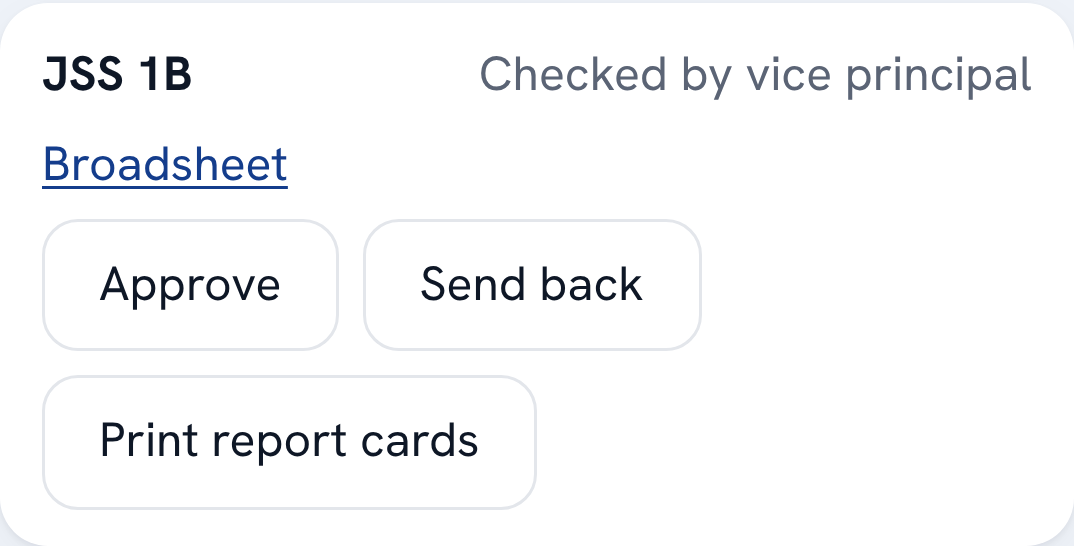 JSS 1B Checked by vice principal
Broadsheet
Approve Send back
Print report cards